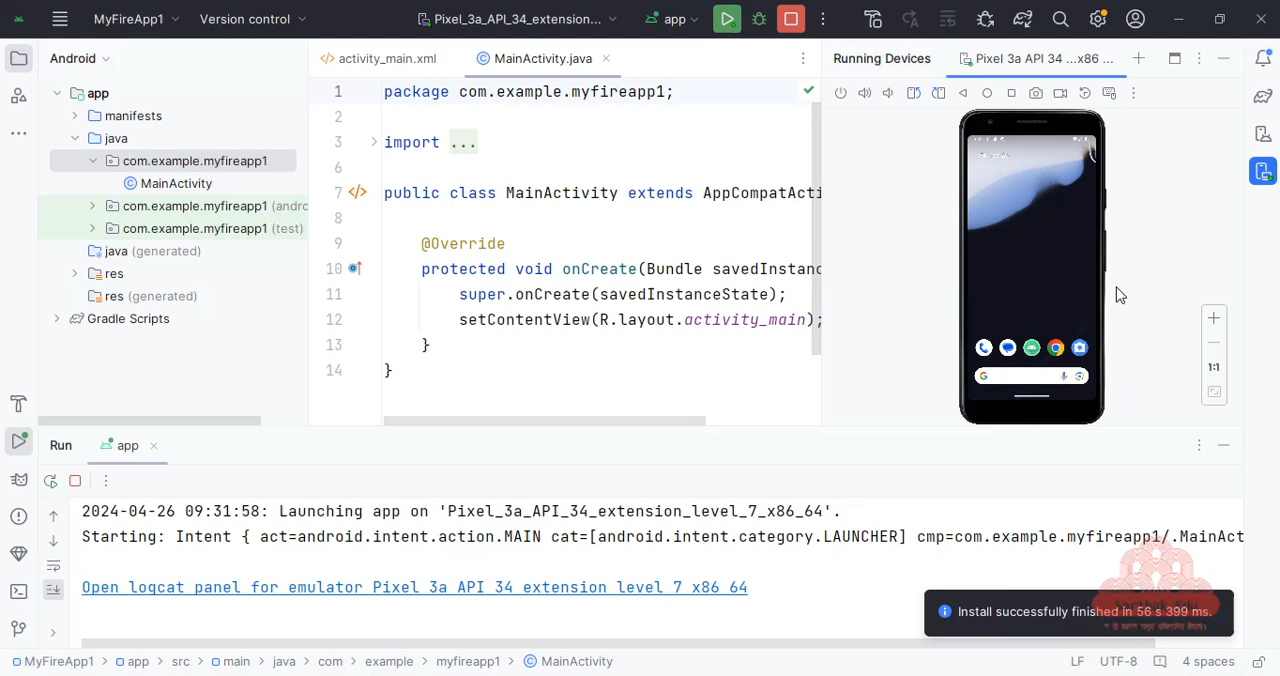 MyFireApp1
Version control
Pixel_3a_API_34_extension...
app
Android
activity_main.xml
MainActivity.java
Running Devices
Pixel 3a API 34 ...x86 ...
app
manifests
java
com.example.myfireapp1
MainActivity
com.example.myfireapp1 (andro
com.example.myfireapp1 (test)
java (generated)
res
res (generated)
Gradle Scripts
1 package com.example.myfireapp1;
2
3 import ...
6
7 public class MainActivity extends AppCompatActi
8
9 @Override
10 protected void onCreate(Bundle savedInstanc
11 super.onCreate(savedInstanceState);
12 setContentView(R.layout.activity_main);
13 }
14 }
1:1
Run
app
2024-04-26 09:31:58: Launching app on 'Pixel_3a_API_34_extension_level_7_x86_64'.
Starting: Intent { act=android.intent.action.MAIN cat=[android.intent.category.LAUNCHER] cmp=com.example.myfireapp1/.MainAct
Open logcat panel for emulator Pixel 3a API 34 extension level 7 x86 64
Install successfully finished in 56 s 399 ms.
MyFireApp1 > app > src > main > java > com > example > myfireapp1 > MainActivity
LF
UTF-8
4 spaces